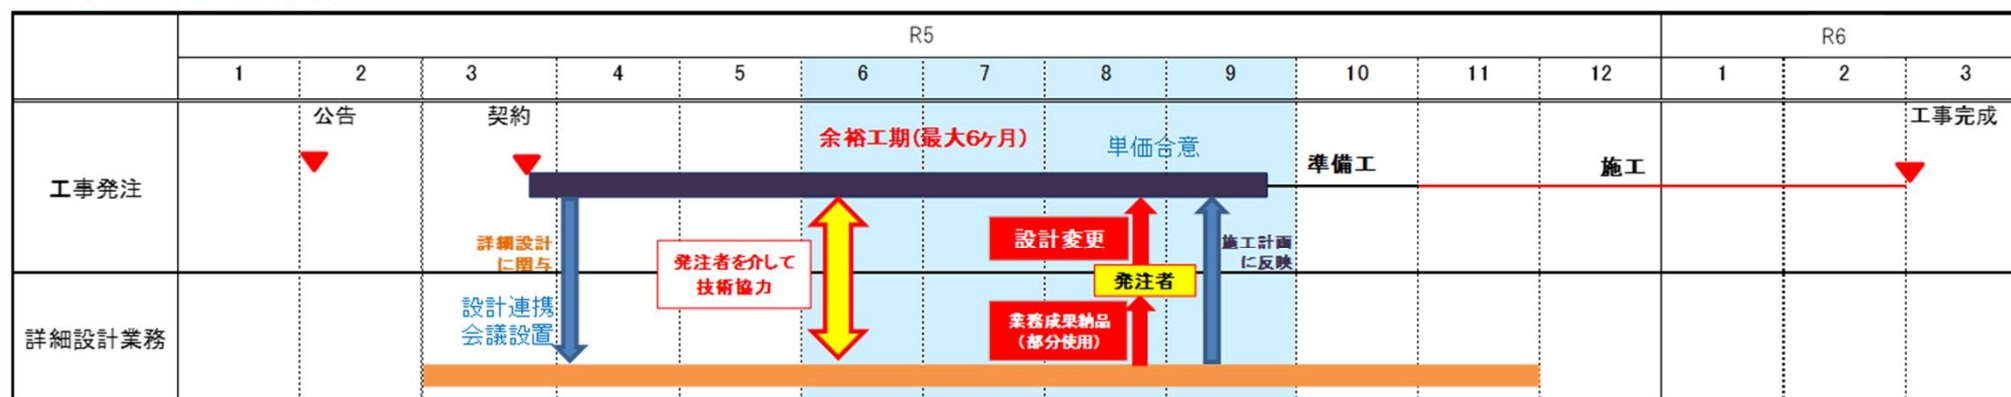 R5
R6
1
2
3
4
5
6
7
8
9
10
11
12
1
2
3
工事発注
公告
契約
余裕工期(最大6ヶ月)
単価合意
準備工
施工
工事完成
詳細設計
に関与
発注者を介して
技術協力
設計変更
施工計画
に反映
発注者
詳細設計業務
設計連携
会議設置
業務成果納品
(部分使用)